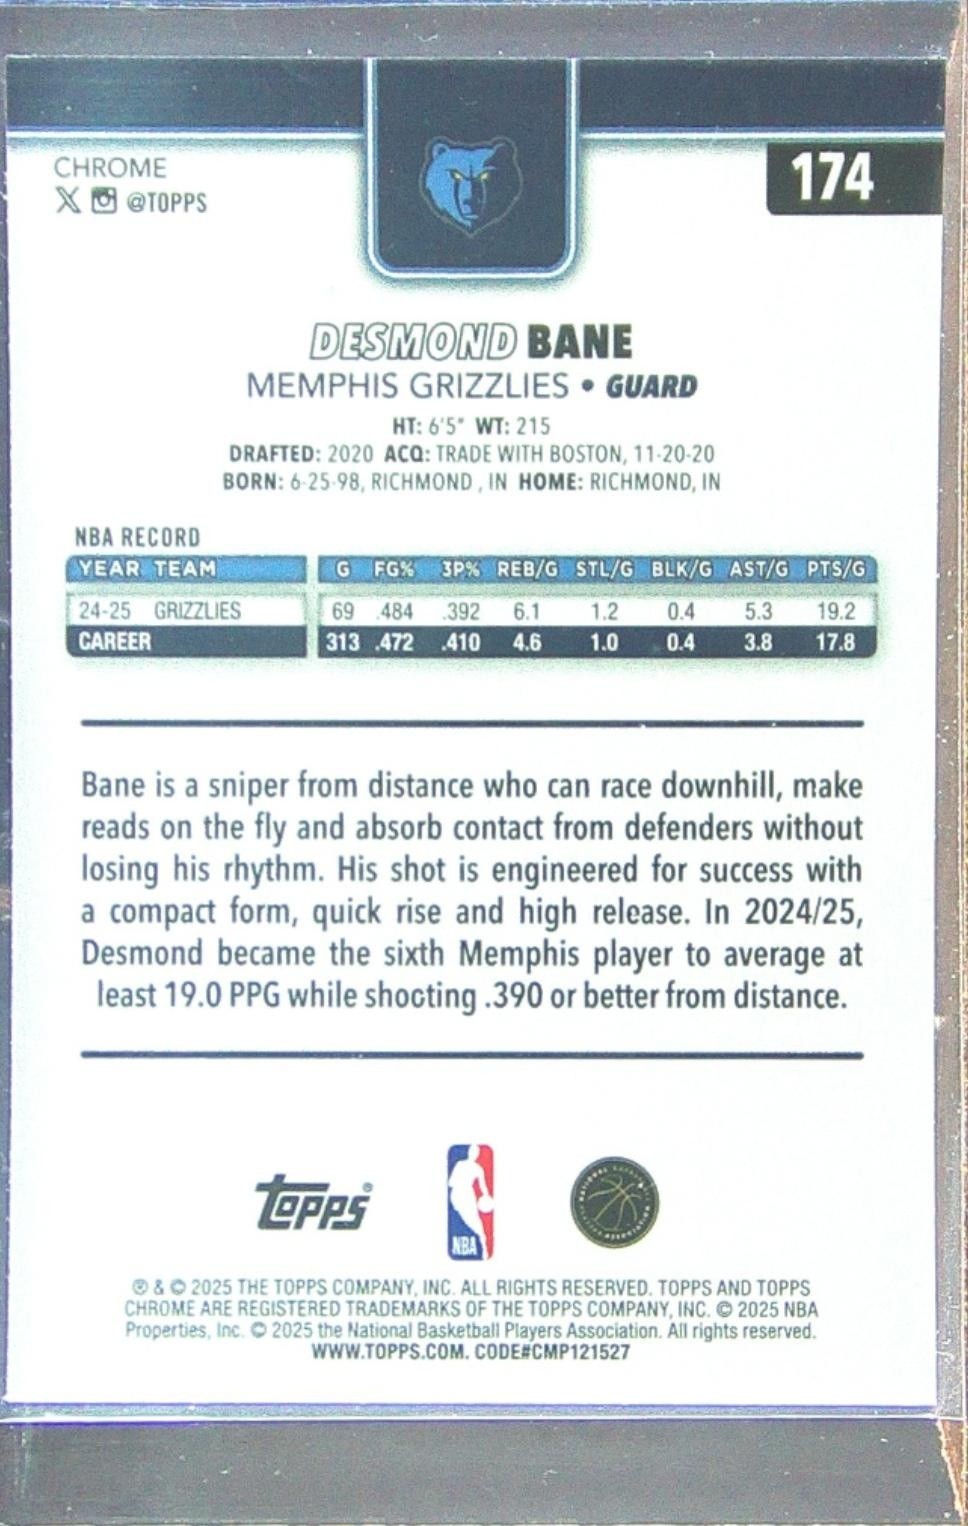 CHROME
174
X @TOPPS
DESMOND BANE
MEMPHIS GRIZZLIES • GUARD
HT: 6'5" WT: 215
DRAFTED: 2020 ACQ: TRADE WITH BOSTON, 11-20-20
BORN: 6-25-98, RICHMOND , IN HOME: RICHMOND, IN
NBA RECORD
YEAR TEAM G FG% 3P% REB/G STL/G BLK/G AST/G PTS/G
24-25 GRIZZLIES 69 .484 .392 6.1 1.2 0.4 5.3 19.2
CAREER 313 .472 .410 4.6 1.0 0.4 3.8 17.8
Bane is a sniper from distance who can race downhill, make
reads on the fly and absorb contact from defenders without
losing his rhythm. His shot is engineered for success with
a compact form, quick rise and high release. In 2024/25,
Desmond became the sixth Memphis player to average at
least 19.0 PPG while shooting .390 or better from distance.
Topps®
NBA
® & © 2025 THE TOPPS COMPANY, INC. ALL RIGHTS RESERVED. TOPPS AND TOPPS
CHROME ARE REGISTERED TRADEMARKS OF THE TOPPS COMPANY, INC. © 2025 NBA
Properties, Inc. © 2025 the National Basketball Players Association. All rights reserved.
WWW.TOPPS.COM. CODE#CMP121527